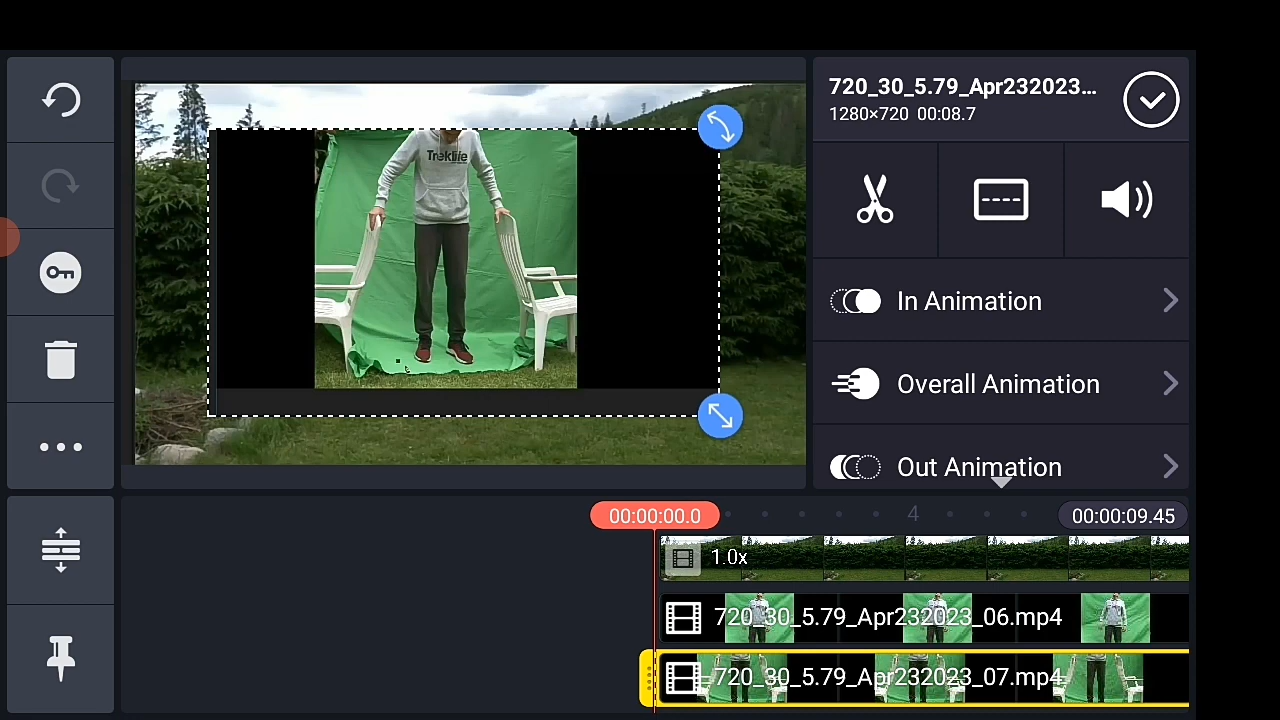 720_30_5.79_Apr232023...
1280×720 00:08.7
Treklife
In Animation
Overall Animation
Out Animation
00:00:00.0
4
00:00:09.45
1.0x
720_30_5.79_Apr232023_06.mp4
720_30_5.79_Apr232023_07.mp4